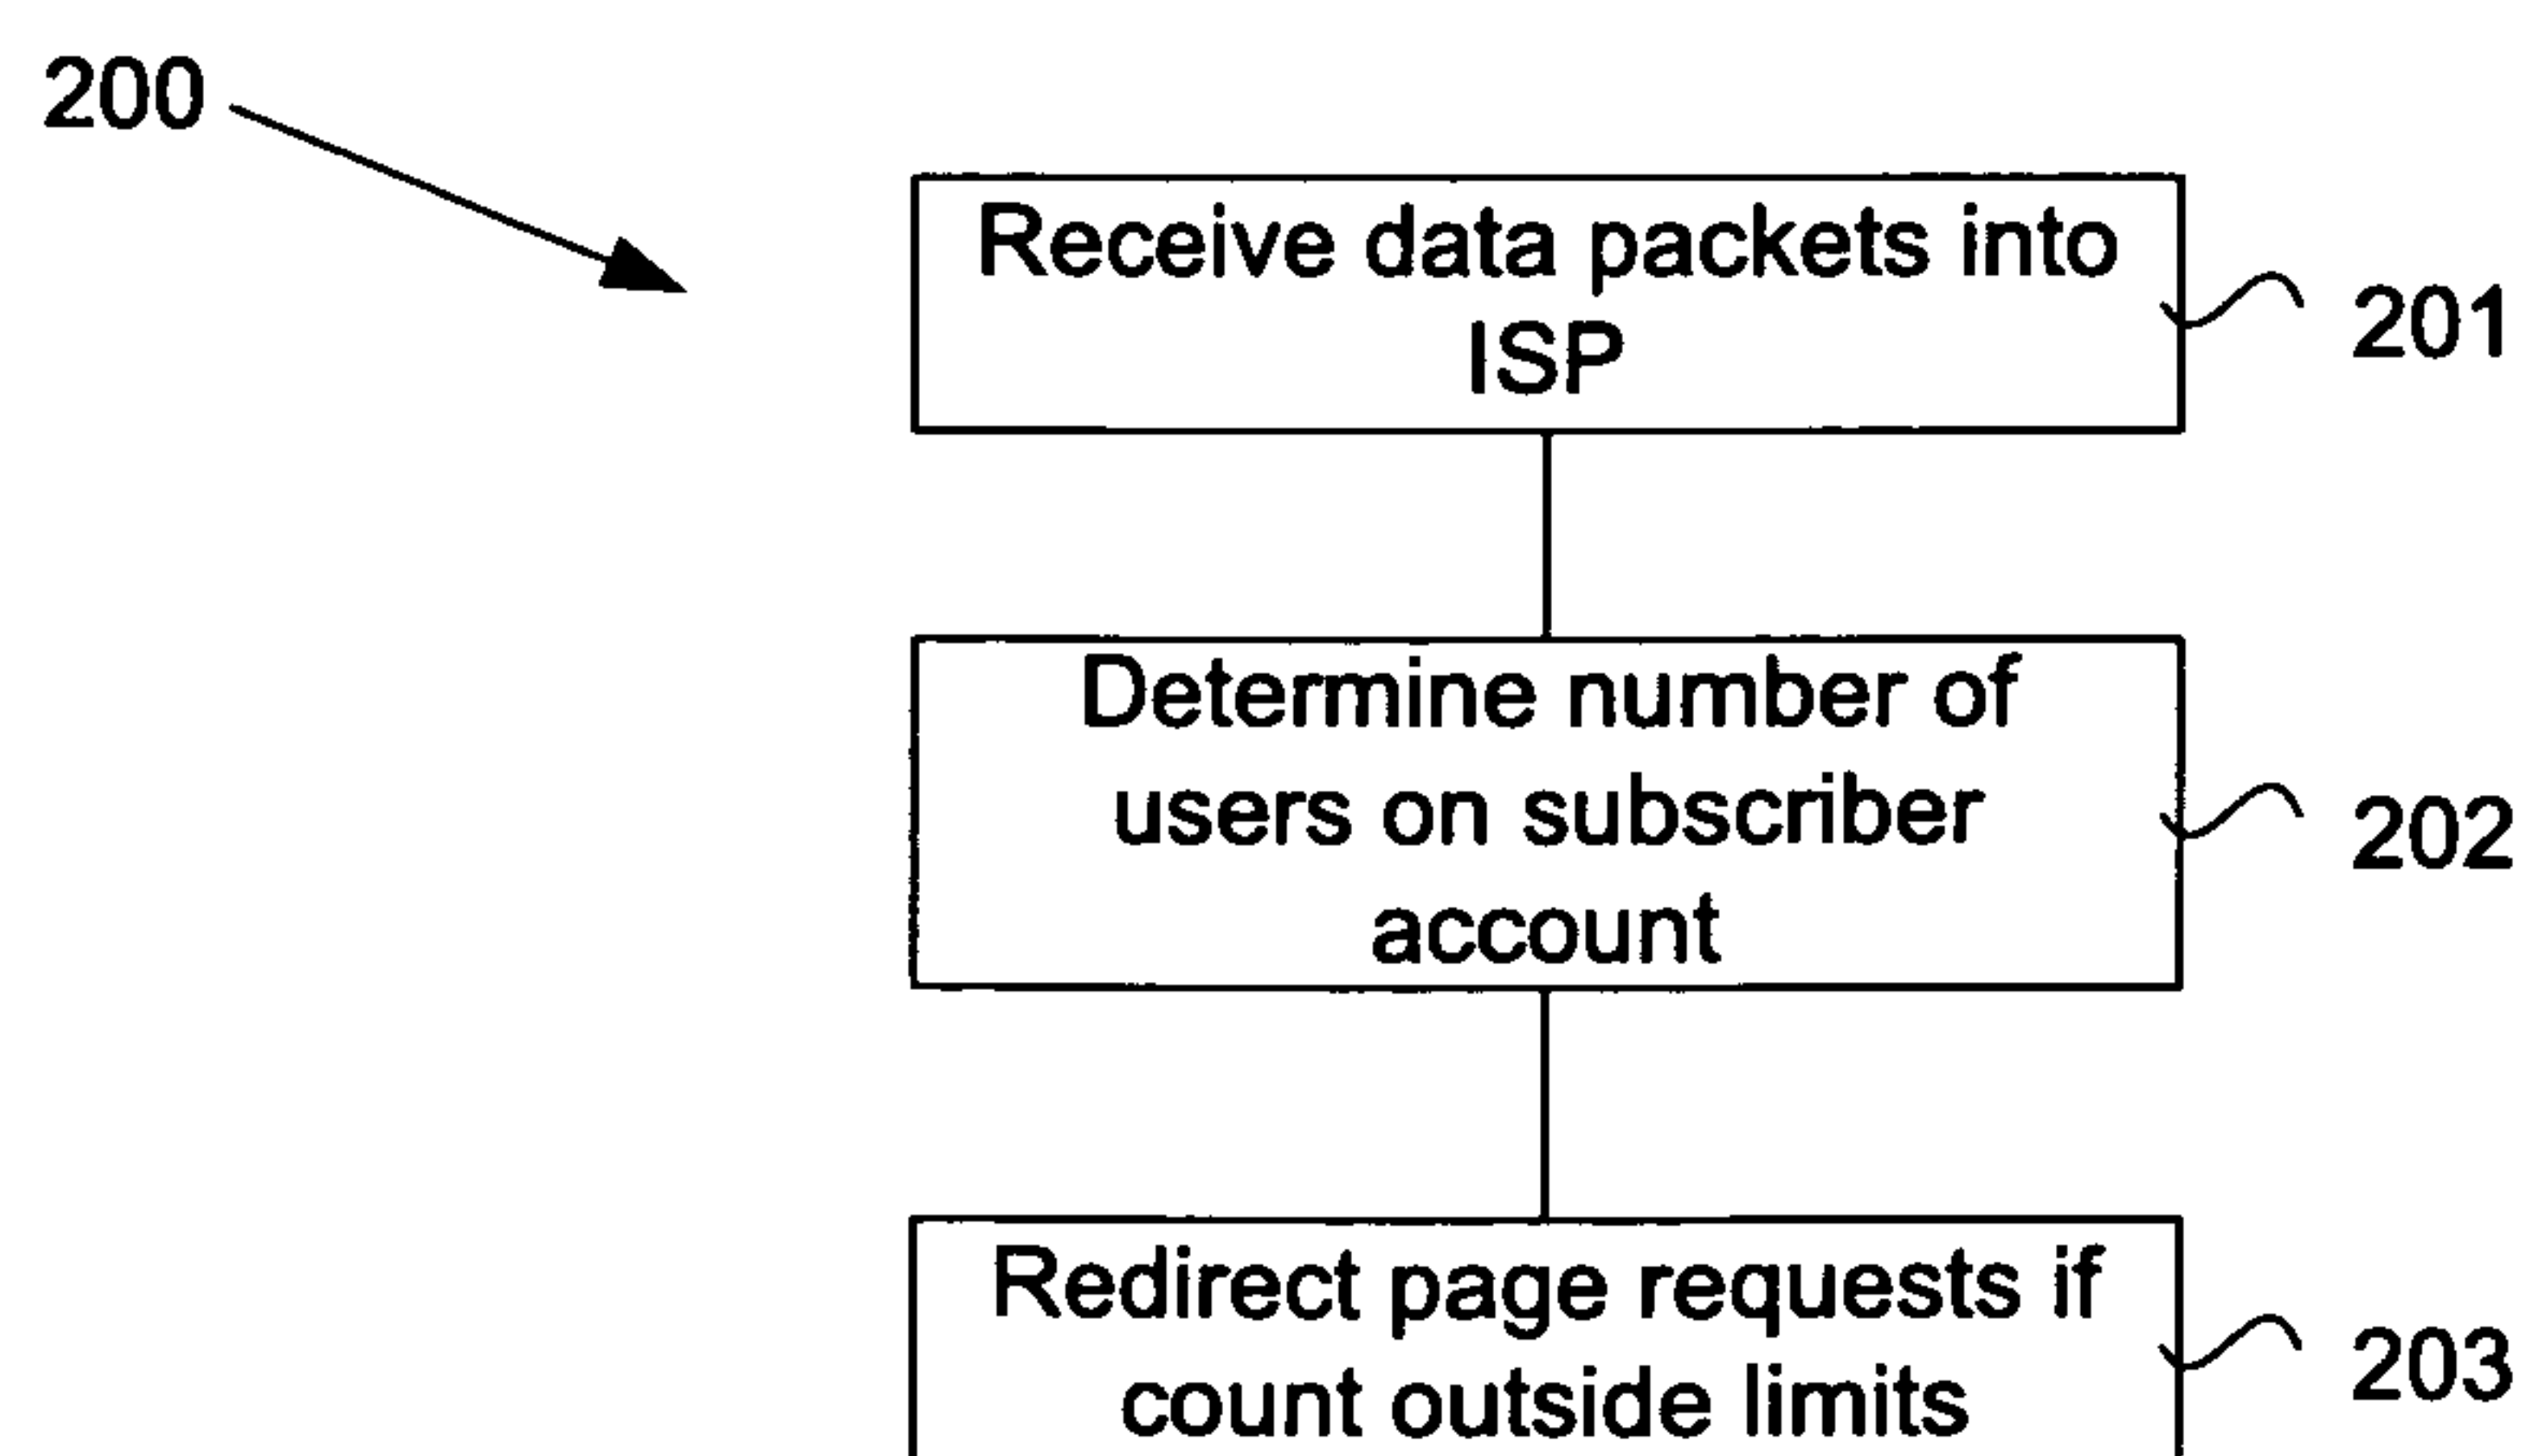 200
Receive data packets into
ISP
201
Determine number of
users on subscriber
account
202
Redirect page requests if
count outside limits
203